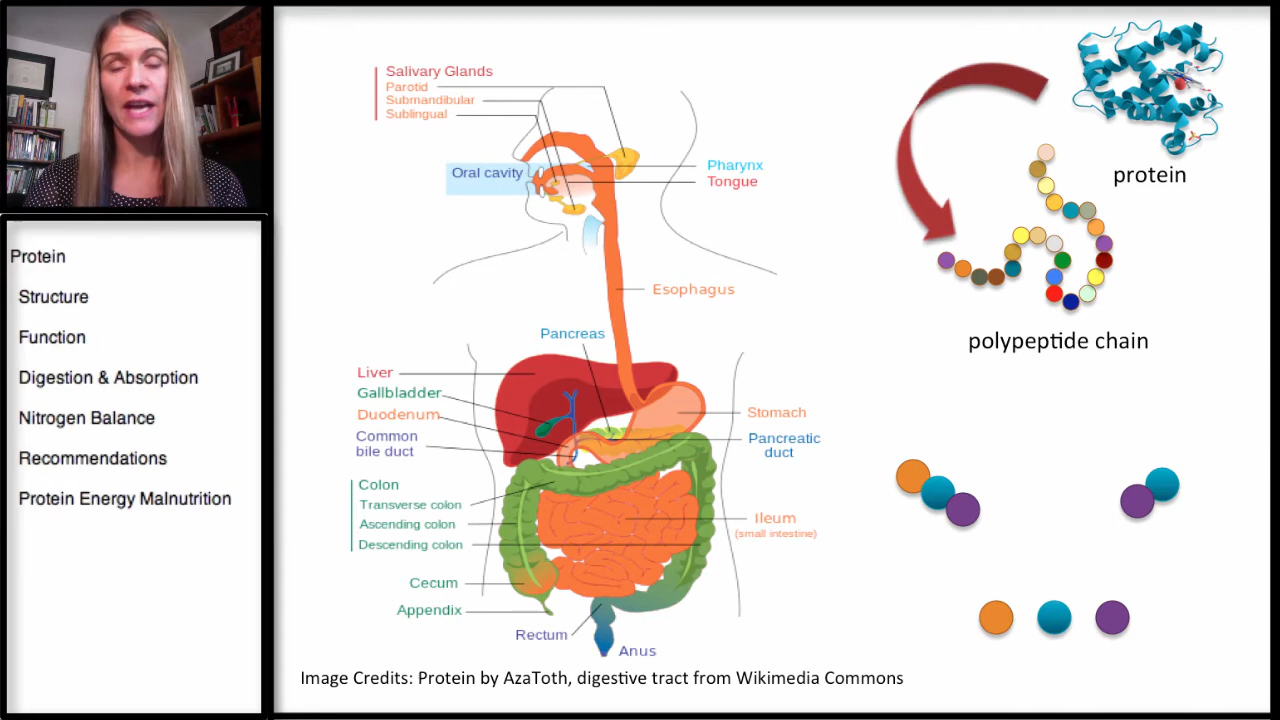 Protein
Structure
Function
Digestion & Absorption
Nitrogen Balance
Recommendations
Protein Energy Malnutrition
Salivary Glands
Parotid
Submandibular
Sublingual
Oral cavity
Pharynx
Tongue
Esophagus
Pancreas
Liver
Gallbladder
Duodenum
Common
bile duct
Stomach
Pancreatic
duct
Colon
Transverse colon
Ascending colon
Descending colon
Ileum
(small intestine)
Cecum
Appendix
Rectum
Anus
protein
polypeptide chain
Image Credits: Protein by AzaToth, digestive tract from Wikimedia Commons